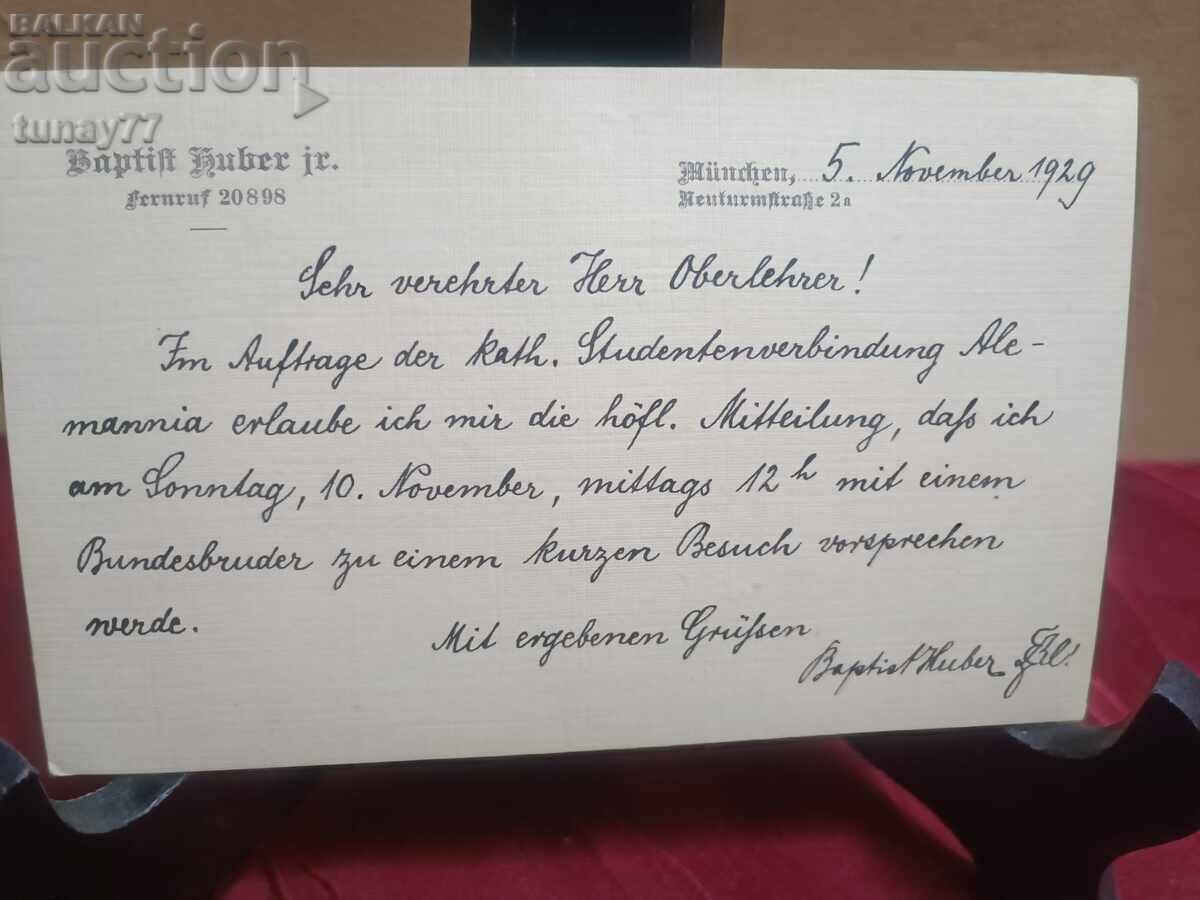 BALKAN
auction
tunay77
Baptist Huber jr.
Fernruf 20898
München, 5. November 1929
Neuturmstraße 2a
Sehr verehrter Herr Oberlehrer!
Im Auftrage der kath. Studentenverbindung Ale-
mannia erlaube ich mir die höfl. Mitteilung, daß ich
am Sonntag, 10. November, mittags 12 h mit einem
Bundesbruder zu einem kurzen Besuch vorsprechen
werde.
Mit ergebenen Grüßen
Baptist Huber